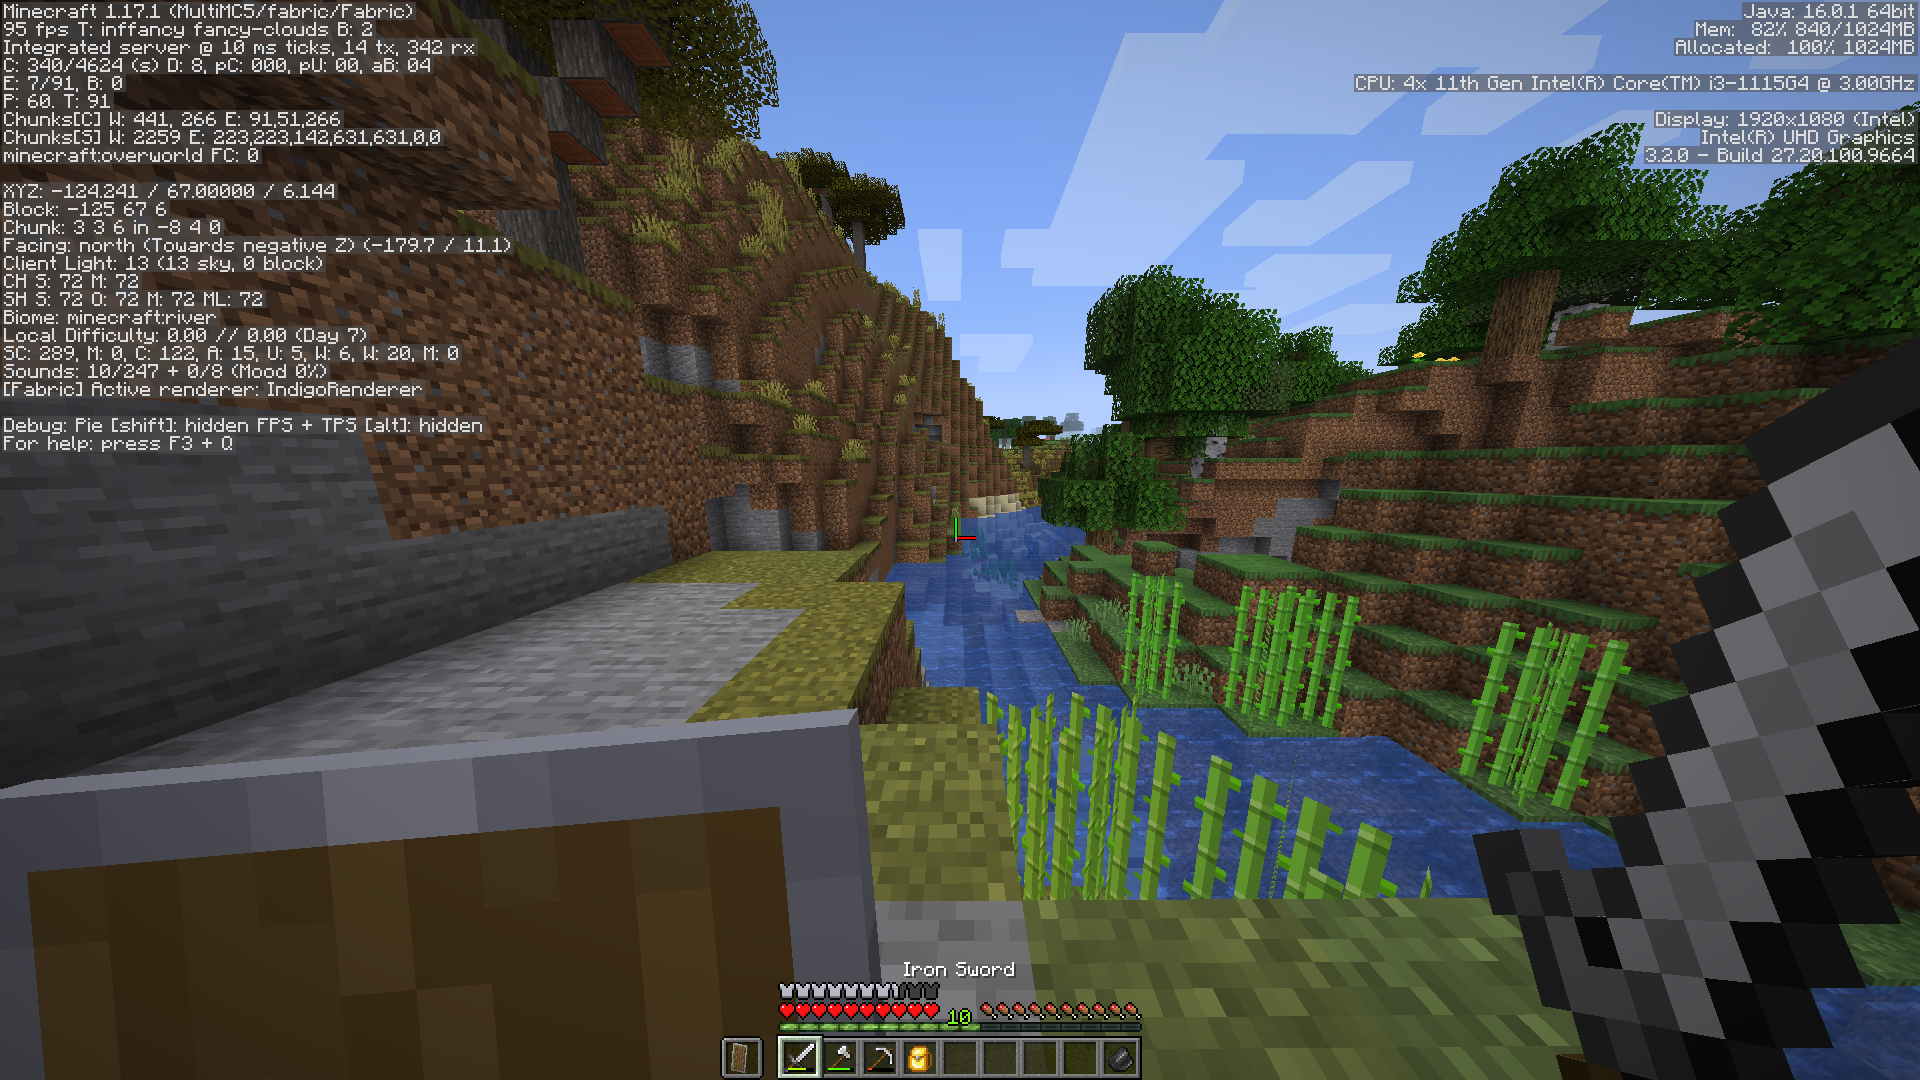 Minecraft 1.17.1 (MultiMC5/fabric/Fabric)
95 fps T: inffancy fancy-clouds B: 2
Integrated server @ 10 ms ticks, 14 tx, 342 rx
C: 340/4624 (s) D: 8, pC: 000, pU: 00, aB: 04
E: 7/91, B: 0
P: 60. T: 91
Chunks[C] W: 441, 266 E: 91,51,266
Chunks[S] W: 2259 E: 223,223,142,631,631,0,0
minecraft:overworld FC: 0
XYZ: -124.241 / 67.00000 / 6.144
Block: -125 67 6
Chunk: 3 3 6 in -8 4 0
Facing: north (Towards negative Z) (-179.7 / 11.1)
Client Light: 13 (13 sky, 0 block)
CH S: 72 M: 72
SH S: 72 O: 72 M: 72 ML: 72
Biome: minecraft:river
Local Difficulty: 0.00 // 0.00 (Day 7)
SC: 289, M: 0, C: 122, A: 15, U: 5, W: 6, W: 20, M: 0
Sounds: 10/247 + 0/8 (Mood 0%)
[Fabric] Active renderer: IndigoRenderer
Debug: Pie [shift]: hidden FPS + TPS [alt]: hidden
For help: press F3 + Q
Java: 16.0.1 64bit
Mem: 82% 840/1024MB
Allocated: 100% 1024MB
CPU: 4x 11th Gen Intel(R) Core(TM) i3-1115G4 @ 3.00GHz
Display: 1920x1080 (Intel)
Intel(R) UHD Graphics
3.2.0 - Build 27.20.100.9664
Iron Sword
10